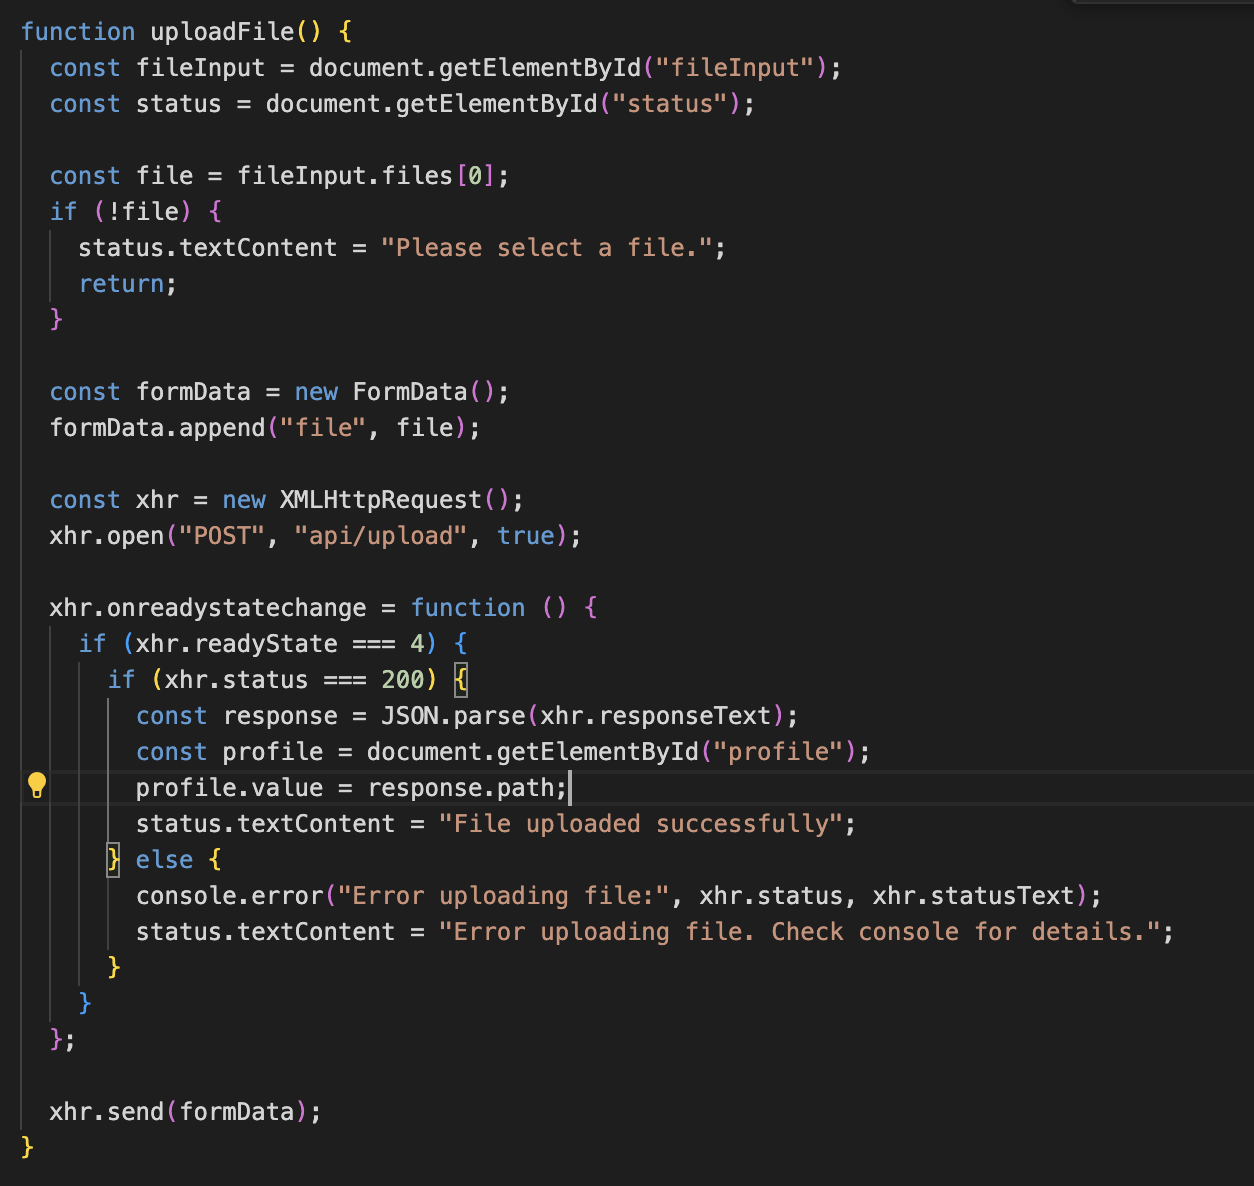 function uploadFile() {
  const fileInput = document.getElementById("fileInput");
  const status = document.getElementById("status");

  const file = fileInput.files[0];
  if (!file) {
    status.textContent = "Please select a file.";
    return;
  }

  const formData = new FormData();
  formData.append("file", file);

  const xhr = new XMLHttpRequest();
  xhr.open("POST", "api/upload", true);

  xhr.onreadystatechange = function () {
    if (xhr.readyState === 4) {
      if (xhr.status === 200) {
        const response = JSON.parse(xhr.responseText);
        const profile = document.getElementById("profile");
        profile.value = response.path;
        status.textContent = "File uploaded successfully";
      } else {
        console.error("Error uploading file:", xhr.status, xhr.statusText);
        status.textContent = "Error uploading file. Check console for details.";
      }
    }
  };

  xhr.send(formData);
}